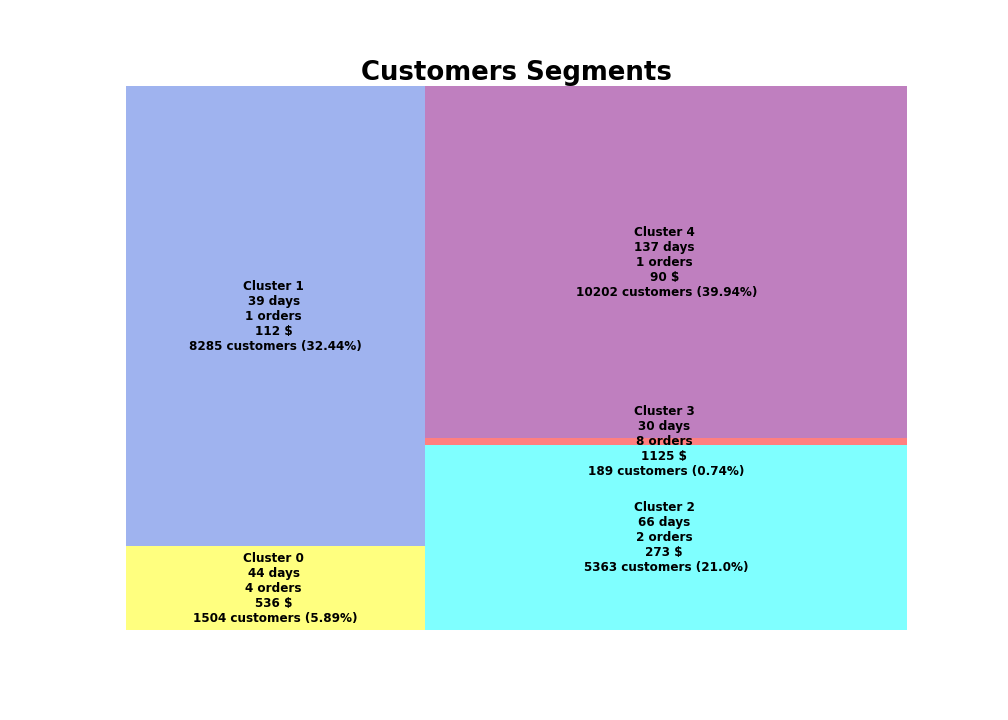 Customers Segments
Cluster 1
39 days
1 orders
112 $
8285 customers (32.44%)
Cluster 0
44 days
4 orders
536 $
1504 customers (5.89%)
Cluster 4
137 days
1 orders
90 $
10202 customers (39.94%)
Cluster 3
30 days
8 orders
1125 $
189 customers (0.74%)
Cluster 2
66 days
2 orders
273 $
5363 customers (21.0%)